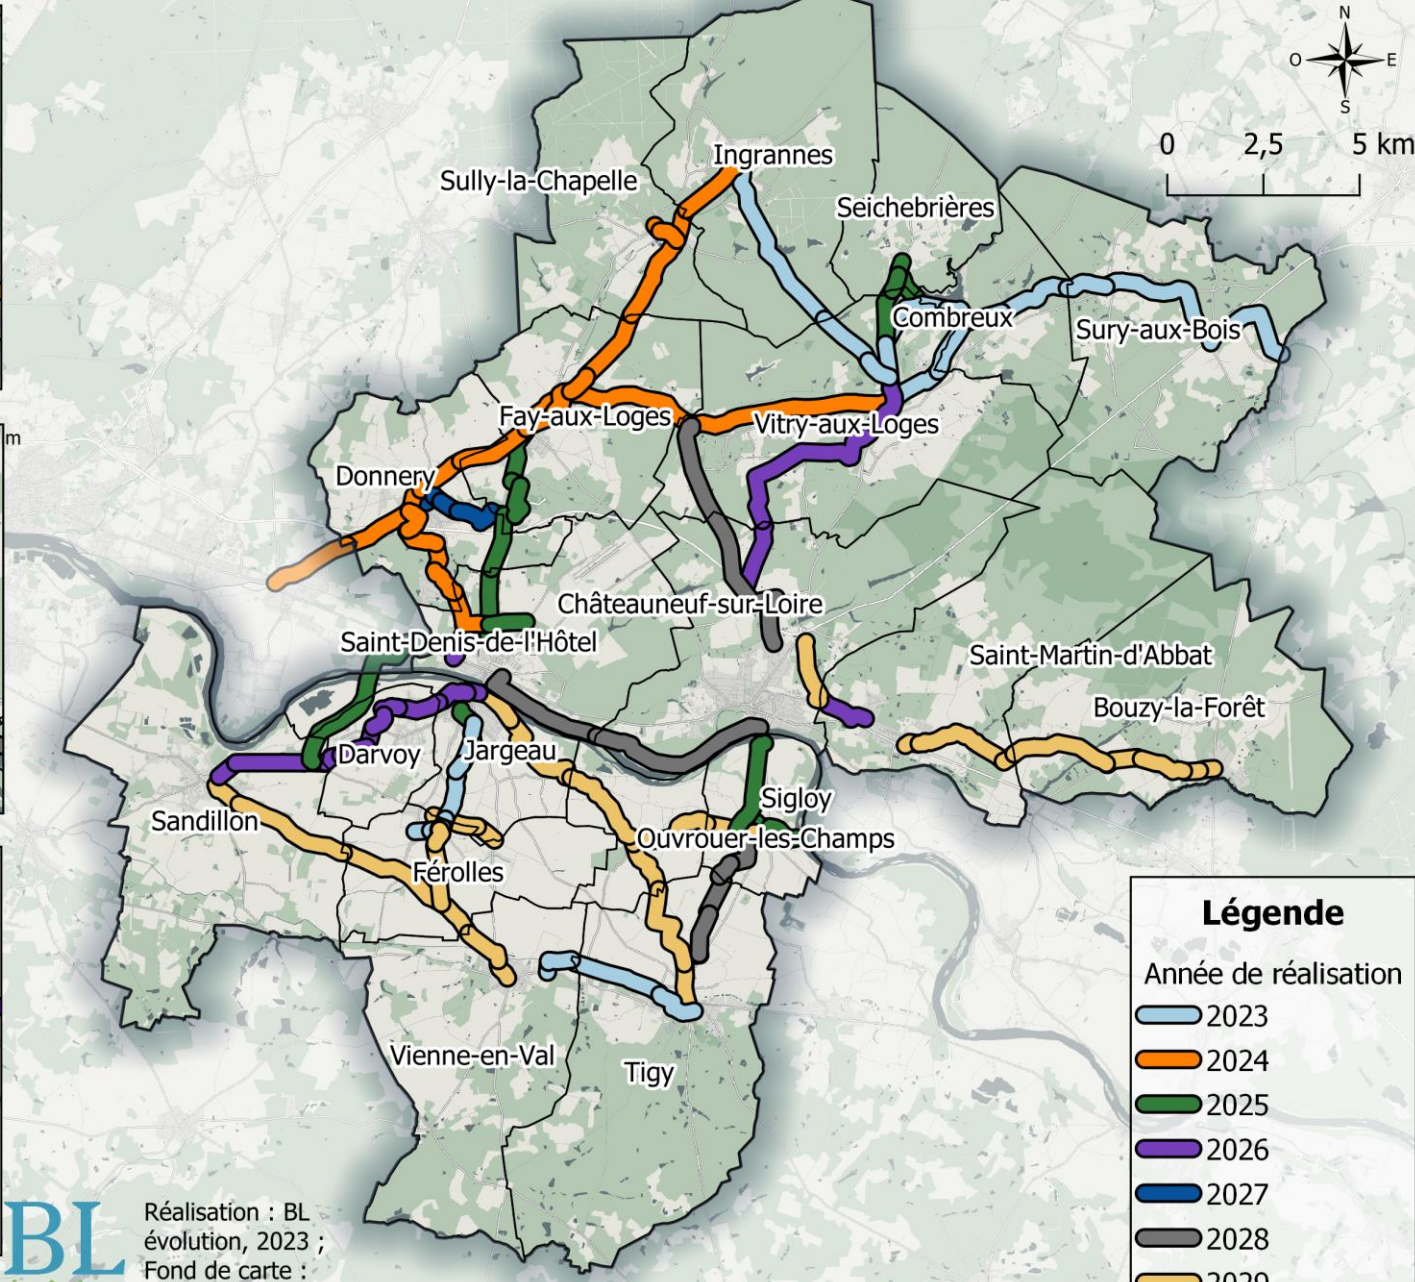 N
O
E
S
0 2,5 5 km
Ingrannes
Sully-la-Chapelle
Seichebrières
Combreux
Sury-aux-Bois
Fay-aux-Loges
Vitry-aux-Loges
m
Donnery
Châteauneuf-sur-Loire
Saint-Denis-de-l'Hôtel
Saint-Martin-d'Abbat
Bouzy-la-Forêt
Darvoy
Jargeau
Sigloy
Sandillon
Ouvrouer-les-Champs
Férolles
Vienne-en-Val
Tigy
Légende
Année de réalisation
2023
2024
2025
2026
2027
2028
2029
BL
Réalisation : BL
évolution, 2023 ;
Fond de carte :